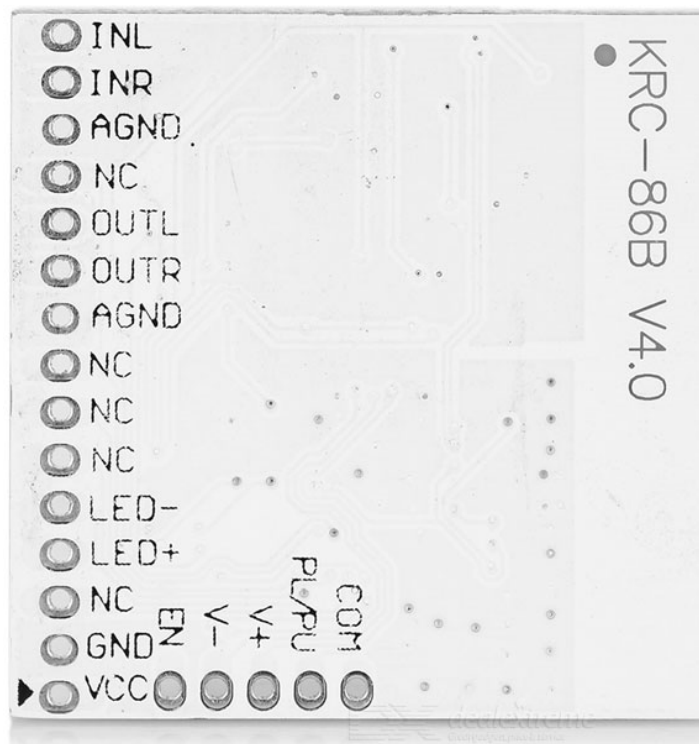 INL
INR
AGND
NC
OUTL
OUTR
AGND
NC
NC
NC
LED-
LED+
NC
GND
VCC
EN
V-
V+
PL/PU
COM
KRC-86B V4.0
dealextreme